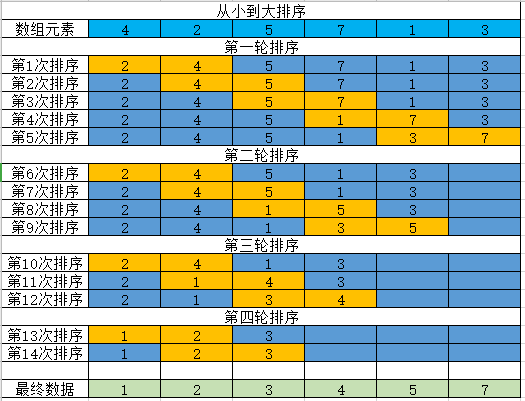 从小到大排序
数组元素 4 2 5 7 1 3
第一轮排序
第1次排序 2 4 5 7 1 3
第2次排序 2 4 5 7 1 3
第3次排序 2 4 5 7 1 3
第4次排序 2 4 5 1 7 3
第5次排序 2 4 5 1 3 7
第二轮排序
第6次排序 2 4 5 1 3
第7次排序 2 4 5 1 3
第8次排序 2 4 1 5 3
第9次排序 2 4 1 3 5
第三轮排序
第10次排序 2 4 1 3
第11次排序 2 1 4 3
第12次排序 2 1 3 4
第四轮排序
第13次排序 1 2 3
第14次排序 1 2 3
最终数据 1 2 3 4 5 7